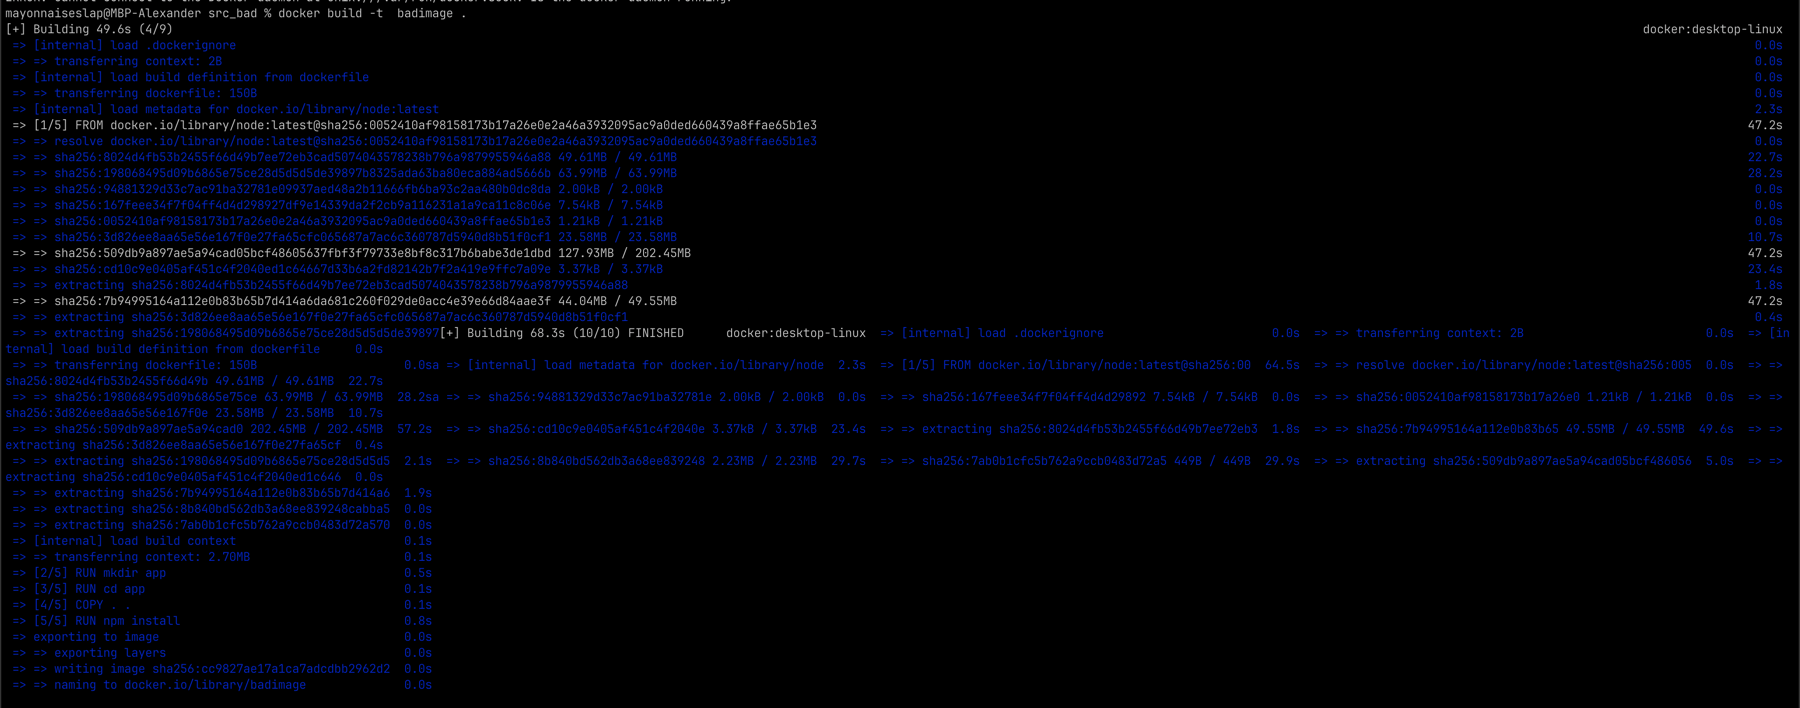 mayonnaiseslap@MBP-Alexander src_bad % docker build -t  badimage .
[+] Building 49.6s (4/9) docker:desktop-linux
=> [internal] load .dockerignore 0.0s
=> => transferring context: 2B 0.0s
=> [internal] load build definition from dockerfile 0.0s
=> => transferring dockerfile: 150B 0.0s
=> [internal] load metadata for docker.io/library/node:latest 2.3s
=> [1/5] FROM docker.io/library/node:latest@sha256:0052410af98158173b17a26e0e2a46a3932095ac9a0ded660439a8ffae65b1e3 47.2s
=> => resolve docker.io/library/node:latest@sha256:0052410af98158173b17a26e0e2a46a3932095ac9a0ded660439a8ffae65b1e3 0.0s
=> => sha256:8024d4fb53b2455f66d49b7ee72eb3cad5074043578238b796a9879955946a88 49.61MB / 49.61MB 22.7s
=> => sha256:198068495d09b6865e75ce28d5d5d5de39897b8325ada63ba80eca884ad5666b 63.99MB / 63.99MB 28.2s
=> => sha256:94881329d33c7ac91ba32781e09937aed48a2b11666fb6ba93c2aa480b0dc8da 2.00kB / 2.00kB 0.0s
=> => sha256:167feee34f7f04ff4d4d298927df9e14339da2f2cb9a116231a1a9ca11c8c06e 7.54kB / 7.54kB 0.0s
=> => sha256:0052410af98158173b17a26e0e2a46a3932095ac9a0ded660439a8ffae65b1e3 1.21kB / 1.21kB 0.0s
=> => sha256:3d826ee8aa65e56e167f0e27fa65cfc065687a7ac6c360787d5940d8b51f0cf1 23.58MB / 23.58MB 10.7s
=> => sha256:509db9a897ae5a94cad05bcf48605637fbf3f79733e8bf8c317b6babe3de1dbd 127.93MB / 202.45MB 47.2s
=> => sha256:cd10c9e0405af451c4f2040ed1c64667d33b6a2fd82142b7f2a419e9ffc7a09e 3.37kB / 3.37kB 23.4s
=> => extracting sha256:8024d4fb53b2455f66d49b7ee72eb3cad5074043578238b796a9879955946a88 1.8s
=> => sha256:7b94995164a112e0b83b65b7d414a6da681c260f029de0acc4e39e66d84aae3f 44.04MB / 49.55MB 47.2s
=> => extracting sha256:3d826ee8aa65e56e167f0e27fa65cfc065687a7ac6c360787d5940d8b51f0cf1 0.4s
=> => extracting sha256:198068495d09b6865e75ce28d5d5d5de39897[+] Building 68.3s (10/10) FINISHED docker:desktop-linux => [internal] load .dockerignore 0.0s => => transferring context: 2B 0.0s => [in
ternal] load build definition from dockerfile 0.0s
=> => transferring dockerfile: 150B 0.0sa => [internal] load metadata for docker.io/library/node 2.3s => [1/5] FROM docker.io/library/node:latest@sha256:00 64.5s => => resolve docker.io/library/node:latest@sha256:005 0.0s => =>
sha256:8024d4fb53b2455f66d49b 49.61MB / 49.61MB 22.7s
=> => sha256:198068495d09b6865e75ce 63.99MB / 63.99MB 28.2sa => => sha256:94881329d33c7ac91ba32781e 2.00kB / 2.00kB 0.0s => => sha256:167feee34f7f04ff4d4d29892 7.54kB / 7.54kB 0.0s => => sha256:0052410af98158173b17a26e0 1.21kB / 1.21kB 0.0s => =>
sha256:3d826ee8aa65e56e167f0e 23.58MB / 23.58MB 10.7s
=> => sha256:509db9a897ae5a94cad0 202.45MB / 202.45MB 57.2s => => sha256:cd10c9e0405af451c4f2040e 3.37kB / 3.37kB 23.4s => => extracting sha256:8024d4fb53b2455f66d49b7ee72eb3 1.8s => => sha256:7b94995164a112e0b83b65 49.55MB / 49.55MB 49.6s => =>
extracting sha256:3d826ee8aa65e56e167f0e27fa65cf 0.4s
=> => extracting sha256:198068495d09b6865e75ce28d5d5d5 2.1s => => sha256:8b840bd562db3a68ee839248 2.23MB / 2.23MB 29.7s => => sha256:7ab0b1cfc5b762a9ccb0483d72a5 449B / 449B 29.9s => => extracting sha256:509db9a897ae5a94cad05bcf486056 5.0s => =>
extracting sha256:cd10c9e0405af451c4f2040ed1c646 0.0s
=> => extracting sha256:7b94995164a112e0b83b65b7d414a6 1.9s
=> => extracting sha256:8b840bd562db3a68ee839248cabba5 0.0s
=> => extracting sha256:7ab0b1cfc5b762a9ccb0483d72a570 0.0s
=> [internal] load build context 0.1s
=> => transferring context: 2.70MB 0.1s
=> [2/5] RUN mkdir app 0.5s
=> [3/5] RUN cd app 0.1s
=> [4/5] COPY . . 0.1s
=> [5/5] RUN npm install 0.8s
=> exporting to image 0.0s
=> => exporting layers 0.0s
=> => writing image sha256:cc9827ae17a1ca7adcdbb2962d2 0.0s
=> => naming to docker.io/library/badimage 0.0s